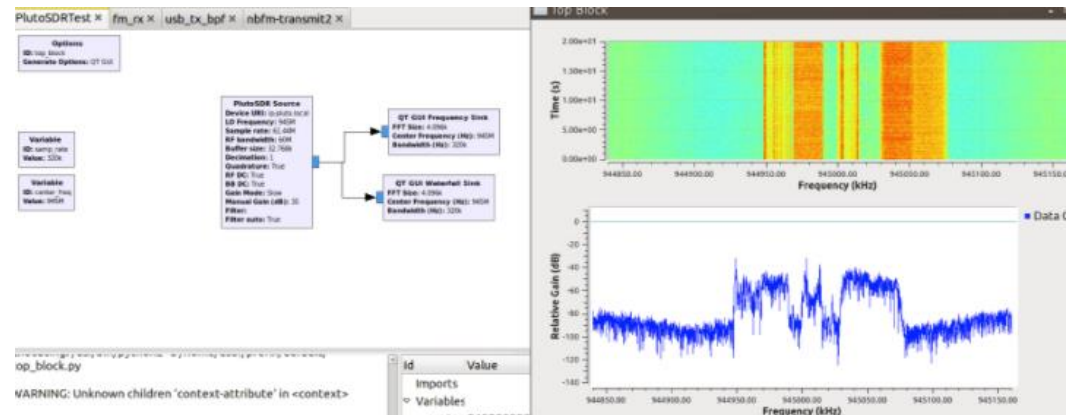 PlutoSDRTest × fm_rx × usb_tx_bpf × nbfm-transmit2 ×
Options
ID: top_block
Generate Options: QT GUI
Variable
ID: samp_rate
Value: 320k
Variable
ID: center_freq
Value: 945M
PlutoSDR Source
Device URI: ip:pluto.local
LO Frequency: 945M
Sample rate: 61.44M
RF bandwidth: 60M
Buffer size: 32.768k
Decimation: 1
Quadrature: True
RF DC: True
BB DC: True
Gain Mode: Slow
Manual Gain (dB):
Filter:
Filter auto: True
QT GUI Frequency Sink
FFT Size: 4.096k
Center Frequency (Hz): 945M
Bandwidth (Hz): 320k
QT GUI Waterfall Sink
FFT Size: 4.096k
Center Frequency (Hz): 945M
Bandwidth (Hz): 320k
op_block.py
WARNING: Unknown children 'context-attribute' in <context>
Id Value
Imports
Variables
Top Block
2.00e+01
1.50e+01
1.00e+01
5.00e+00
0.00e+00
Time (s)
944850.00 944900.00 944950.00 945000.00 945050.00 945100.00 945150.0
Frequency (kHz)
0
-20
-40
-60
-80
-100
-120
-140
Relative Gain (dB)
Data
944850.00 944900.00 944950.00 945000.00 945050.00 945100.00 945150.00
Frequency (kHz)